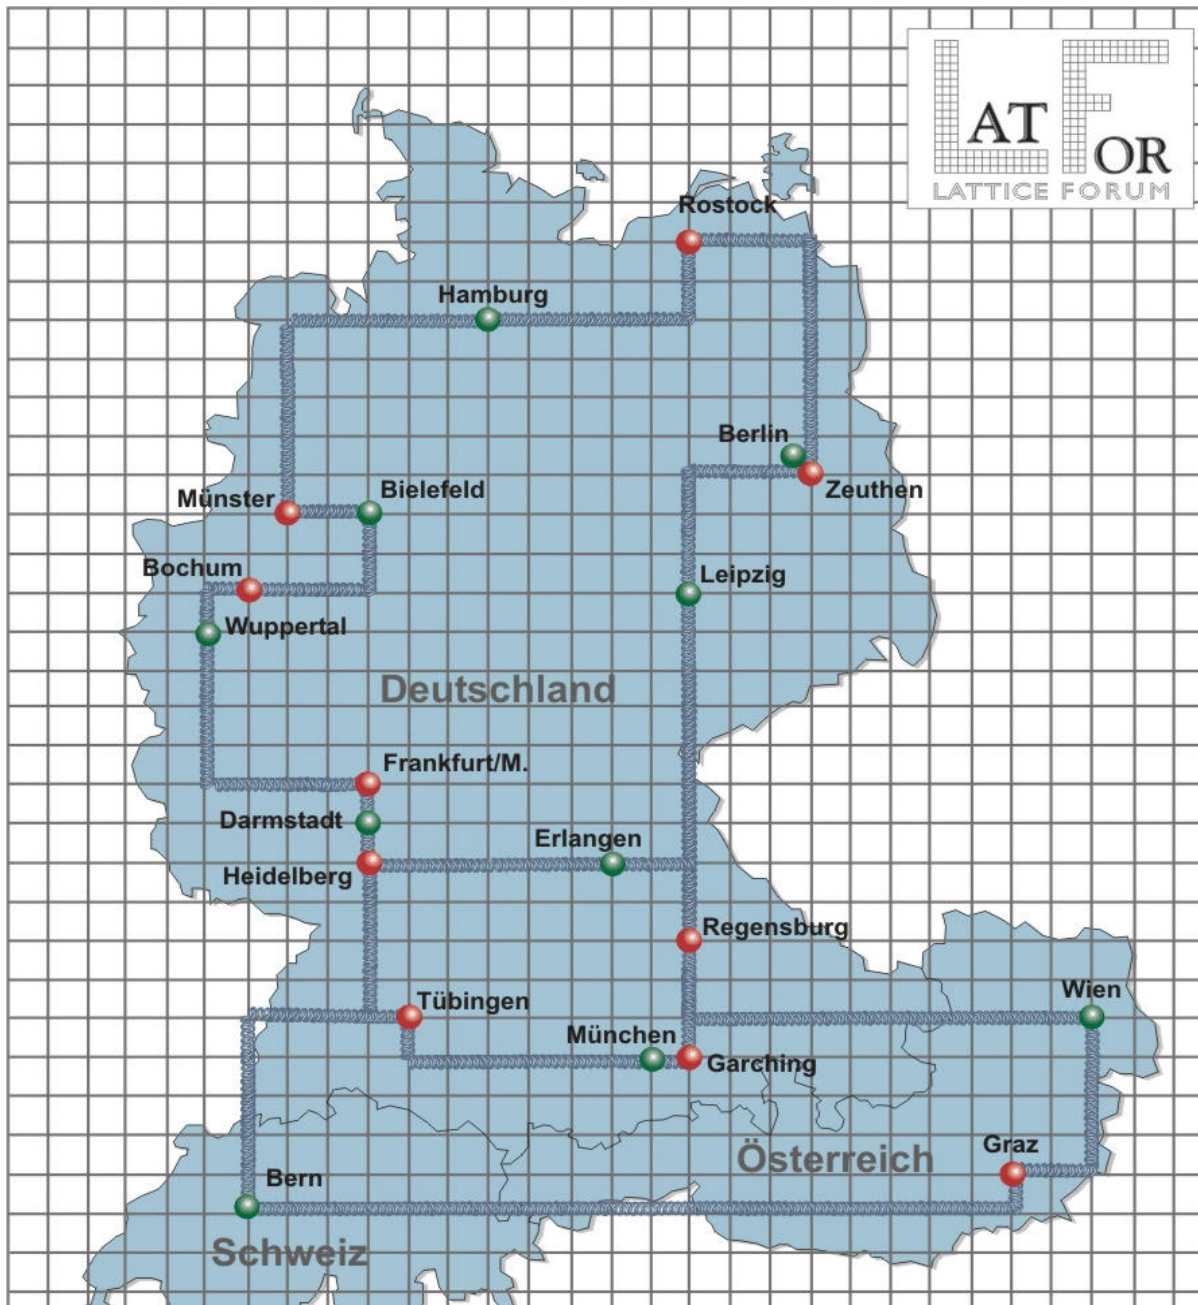 LAT
FOR
LATTICE FORUM
Rostock
Hamburg
Berlin
Zeuthen
Münster
Bielefeld
Bochum
Leipzig
Wuppertal
Deutschland
Frankfurt/M.
Darmstadt
Erlangen
Heidelberg
Regensburg
Tübingen
Wien
München
Garching
Graz
Österreich
Bern
Schweiz